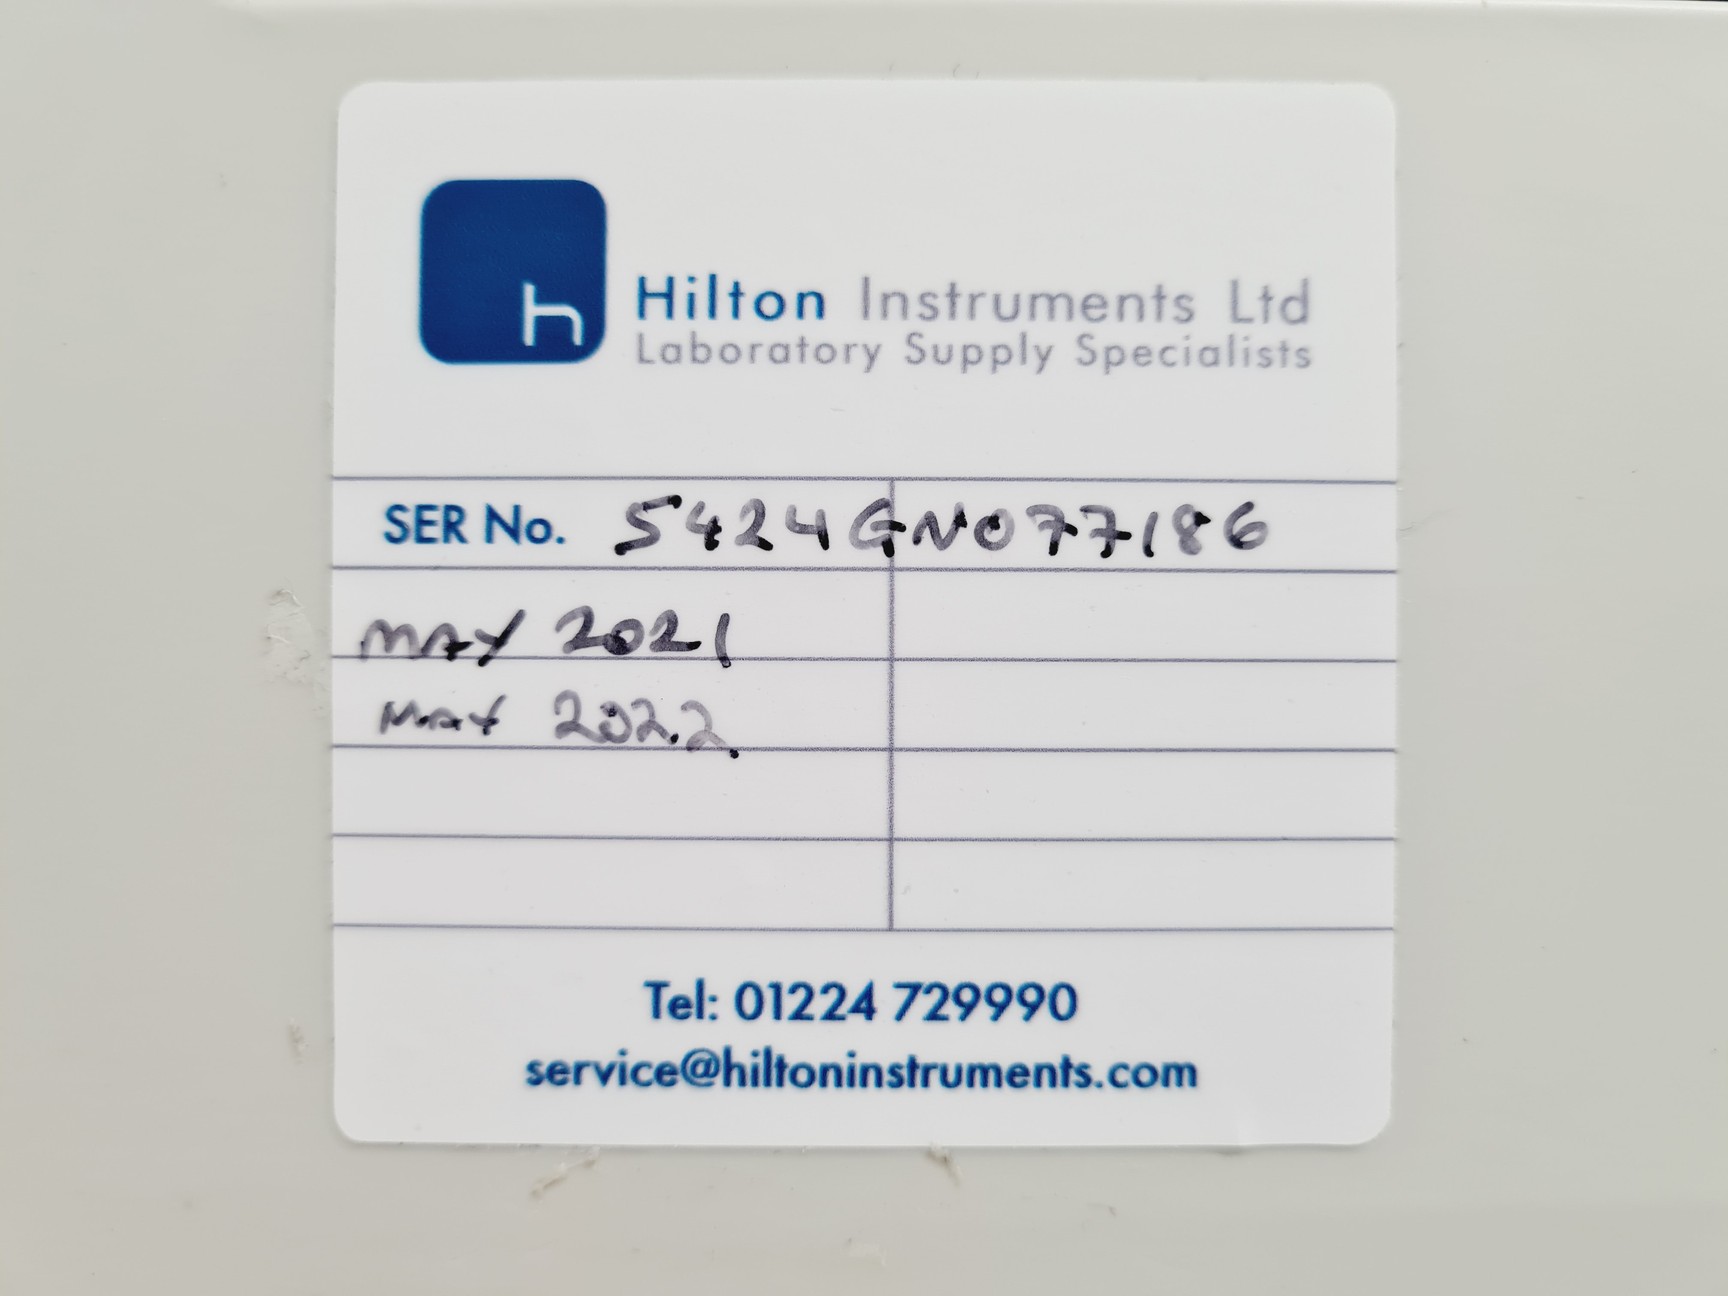 h
Hilton Instruments Ltd
Laboratory Supply Specialists
SER No. 5424GN077186
MAY 2021
MAY 2022
Tel: 01224 729990
service@hiltoninstruments.com